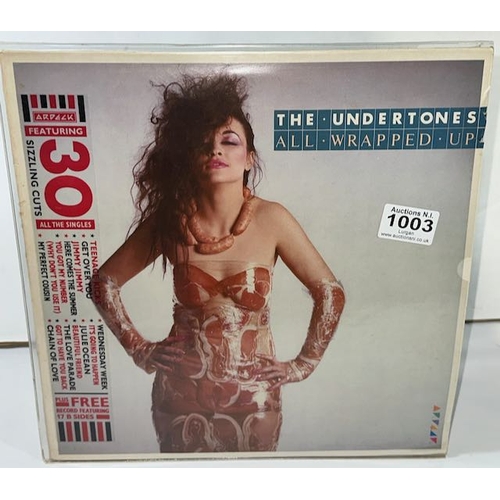 ARDECK
FEATURING
30
SIZZLING CUTS
ALL THE SINGLES
TEENAGE
GET OVER YOU
JIMMY JIMMY
HERE COMES THE SUMMER
YOU GOT MY NUMBER
(WHY DON'T YOU USE IT)
MY PERFECT COUSIN
WEDNESDAY WEEK
IT'S GOING TO HAPPEN
JULIE OCEAN
BEAUTIFUL FRIEND
THE LOVE PARADE
GOT TO HAVE YOU BACK
CHAIN OF LOVE
PLUS FREE
RECORD FEATURING
17 B SIDES
THE·UNDERTONES
ALL·WRAPPED·UP
Auctions N.I.
1003
Lurgan
www.auctionsni.co.uk